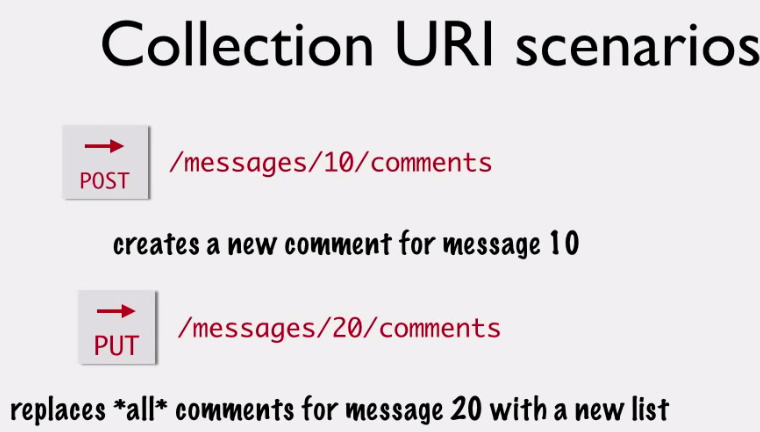 Collection URI scenarios
POST
/messages/10/comments
creates a new comment for message 10
PUT
/messages/20/comments
replaces *all* comments for message 20 with a new list